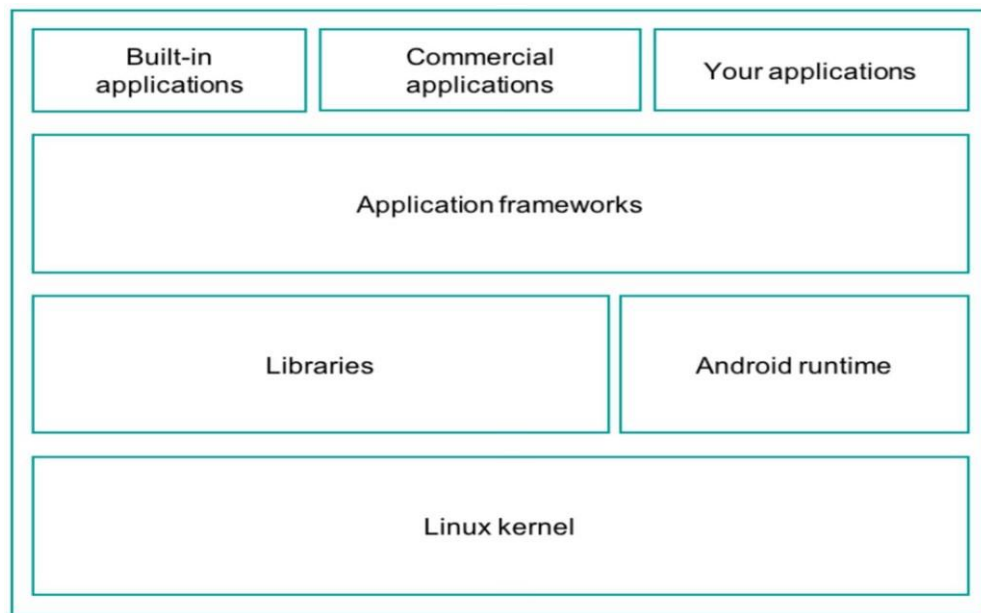 Built-in
applications
Commercial
applications
Your applications
Application frameworks
Libraries
Android runtime
Linux kernel